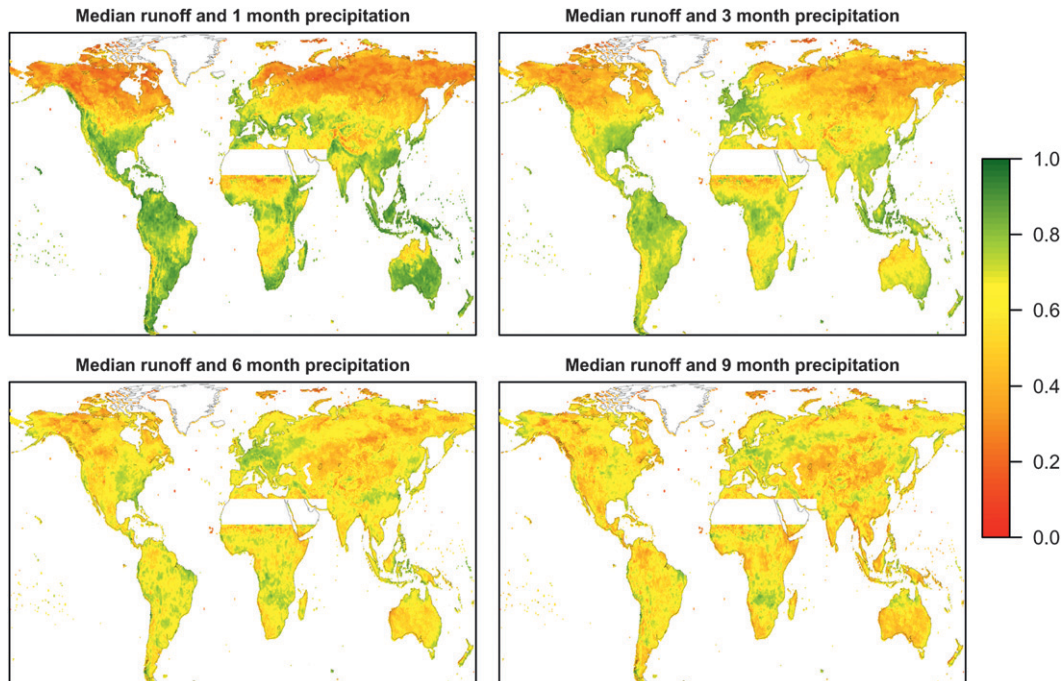 Median runoff and 1 month precipitation
Median runoff and 3 month precipitation
1.0
0.8
0.6
0.4
0.2
0.0
Median runoff and 6 month precipitation
Median runoff and 9 month precipitation